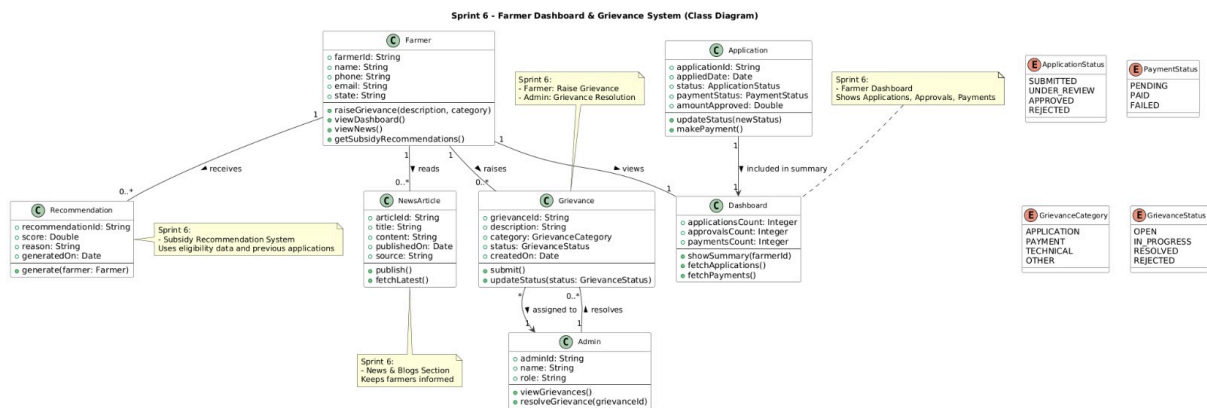 Sprint 6 - Farmer Dashboard & Grievance System (Class Diagram)
C Farmer
farmerId: String
name: String
phone: String
email: String
state: String
raiseGrievance(description, category)
viewDashboard()
viewNews()
getSubsidyRecommendations()
C Application
applicationId: String
appliedDate: Date
status: ApplicationStatus
paymentStatus: PaymentStatus
amountApproved: Double
updateStatus(newStatus)
makePayment()
Sprint 6:
- Farmer: Raise Grievance
- Admin: Grievance Resolution
Sprint 6:
- Farmer Dashboard
Shows Applications, Approvals, Payments
E ApplicationStatus
SUBMITTED
UNDER_REVIEW
APPROVED
REJECTED
E PaymentStatus
PENDING
PAID
FAILED
1
receives
0..*
1
reads
0..*
1
raises
0..*
1
views
1
1
included in summary
1
C Recommendation
recommendationId: String
score: Double
reason: String
generatedOn: Date
generate(farmer: Farmer)
Sprint 6:
- Subsidy Recommendation System
Uses eligibility data and previous applications
C NewsArticle
articleId: String
title: String
content: String
publishedOn: Date
source: String
publish()
fetchLatest()
C Grievance
grievanceId: String
description: String
category: GrievanceCategory
status: GrievanceStatus
createdOn: Date
submit()
updateStatus(status: GrievanceStatus)
C Dashboard
applicationsCount: Integer
approvalsCount: Integer
paymentsCount: Integer
showSummary(farmerId)
fetchApplications()
fetchPayments()
E GrievanceCategory
APPLICATION
PAYMENT
TECHNICAL
OTHER
E GrievanceStatus
OPEN
IN_PROGRESS
RESOLVED
REJECTED
*
assigned to
1
0..*
resolves
1
Sprint 6:
- News & Blogs Section
Keeps farmers informed
C Admin
adminId: String
name: String
role: String
viewGrievances()
resolveGrievance(grievanceId)